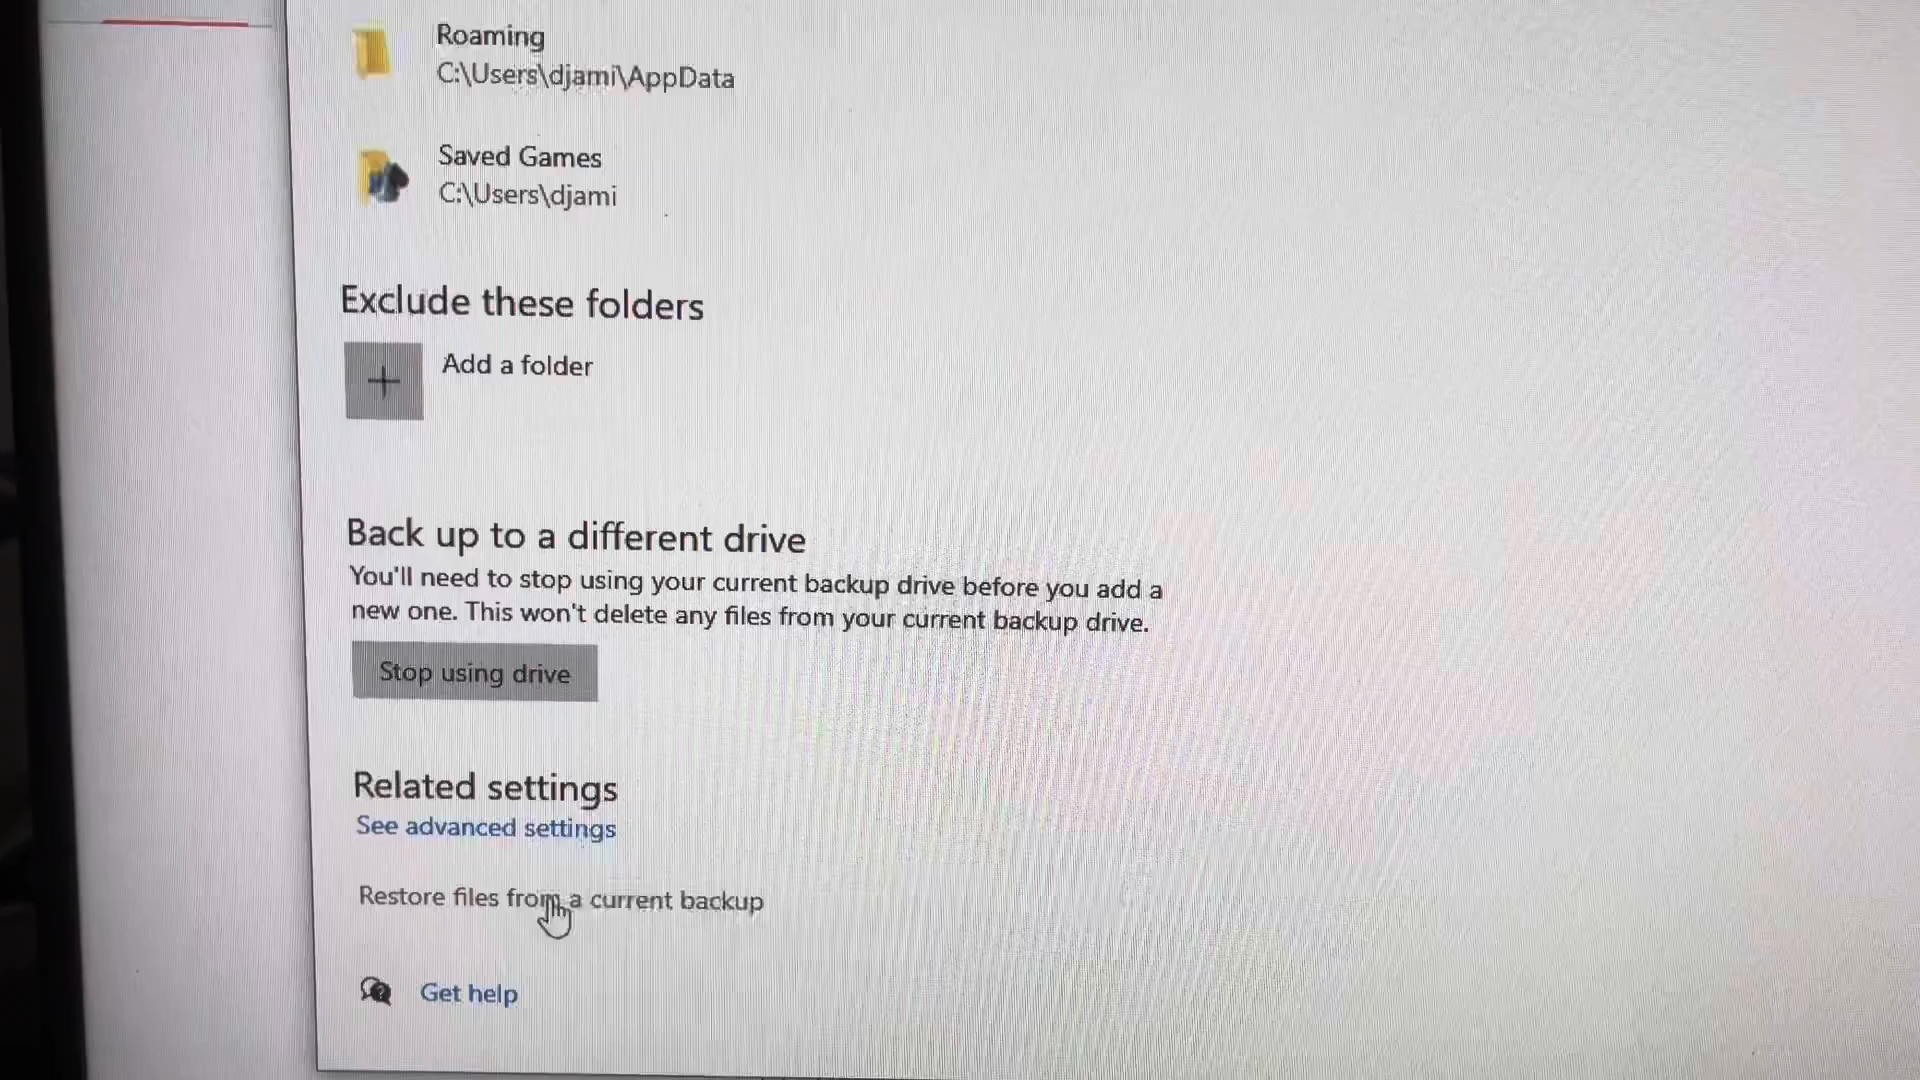 Roaming
C:\Users\djami\AppData
Saved Games
C:\Users\djami
Exclude these folders
Add a folder
Back up to a different drive
You'll need to stop using your current backup drive before you add a
new one. This won't delete any files from your current backup drive.
Stop using drive
Related settings
See advanced settings
Restore files from a current backup
Get help